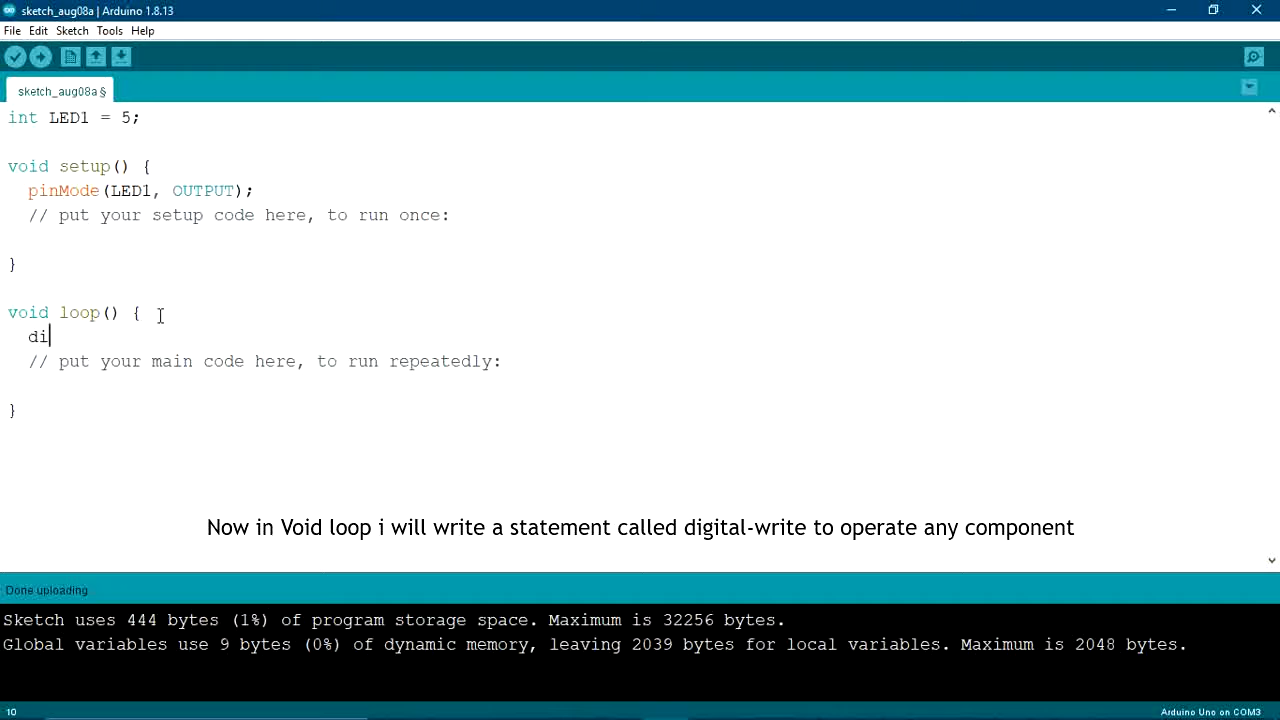 sketch_aug08a | Arduino 1.8.13
File Edit Sketch Tools Help
sketch_aug08a §
int LED1 = 5;
void setup() {
pinMode(LED1, OUTPUT);
// put your setup code here, to run once:
}
void loop() {
di
// put your main code here, to run repeatedly:
}
Now in Void loop i will write a statement called digital-write to operate any component
Done uploading
Sketch uses 444 bytes (1%) of program storage space. Maximum is 32256 bytes.
Global variables use 9 bytes (0%) of dynamic memory, leaving 2039 bytes for local variables. Maximum is 2048 bytes.
10 Arduino Uno on COM3